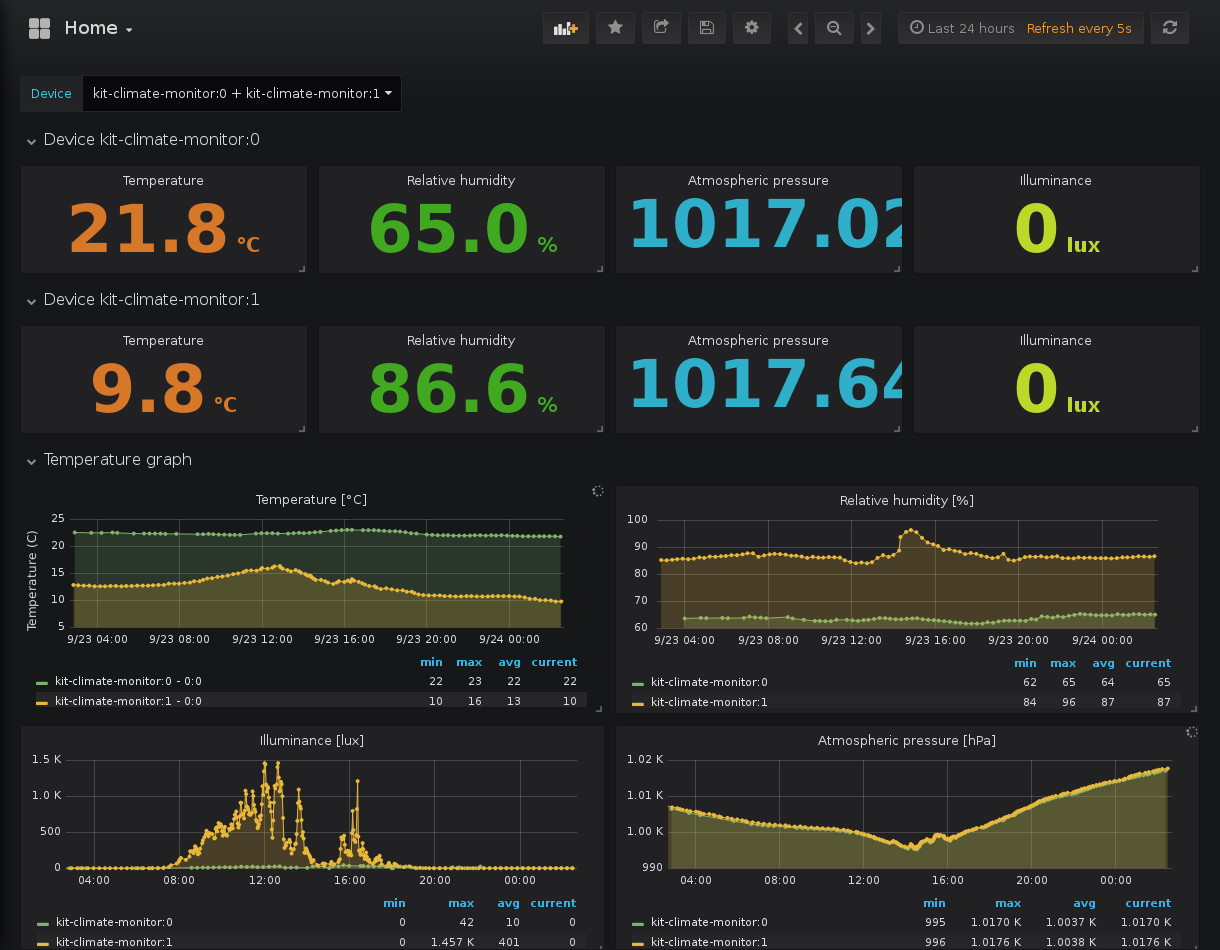 Home
Last 24 hours Refresh every 5s
Device kit-climate-monitor:0 + kit-climate-monitor:1
Device kit-climate-monitor:0
Temperature Relative humidity Atmospheric pressure Illuminance
21.8 °C 65.0 % 1017.02 0 lux
Device kit-climate-monitor:1
Temperature Relative humidity Atmospheric pressure Illuminance
9.8 °C 86.6 % 1017.64 0 lux
Temperature graph
Temperature [°C]
Temperature (C)
25
20
15
10
5
9/23 04:00 9/23 08:00 9/23 12:00 9/23 16:00 9/23 20:00 9/24 00:00
min max avg current
kit-climate-monitor:0 - 0:0 22 23 22 22
kit-climate-monitor:1 - 0:0 10 16 13 10
Relative humidity [%]
100
90
80
70
60
9/23 04:00 9/23 08:00 9/23 12:00 9/23 16:00 9/23 20:00 9/24 00:00
min max avg current
kit-climate-monitor:0 62 65 64 65
kit-climate-monitor:1 84 96 87 87
Illuminance [lux]
1.5 K
1.0 K
500
0
04:00 08:00 12:00 16:00 20:00 00:00
min max avg current
kit-climate-monitor:0 0 42 10 0
kit-climate-monitor:1 0 1.457 K 401 0
Atmospheric pressure [hPa]
1.02 K
1.01 K
1.00 K
990
04:00 08:00 12:00 16:00 20:00 00:00
min max avg current
kit-climate-monitor:0 995 1.0170 K 1.0037 K 1.0170 K
kit-climate-monitor:1 996 1.0176 K 1.0038 K 1.0176 K